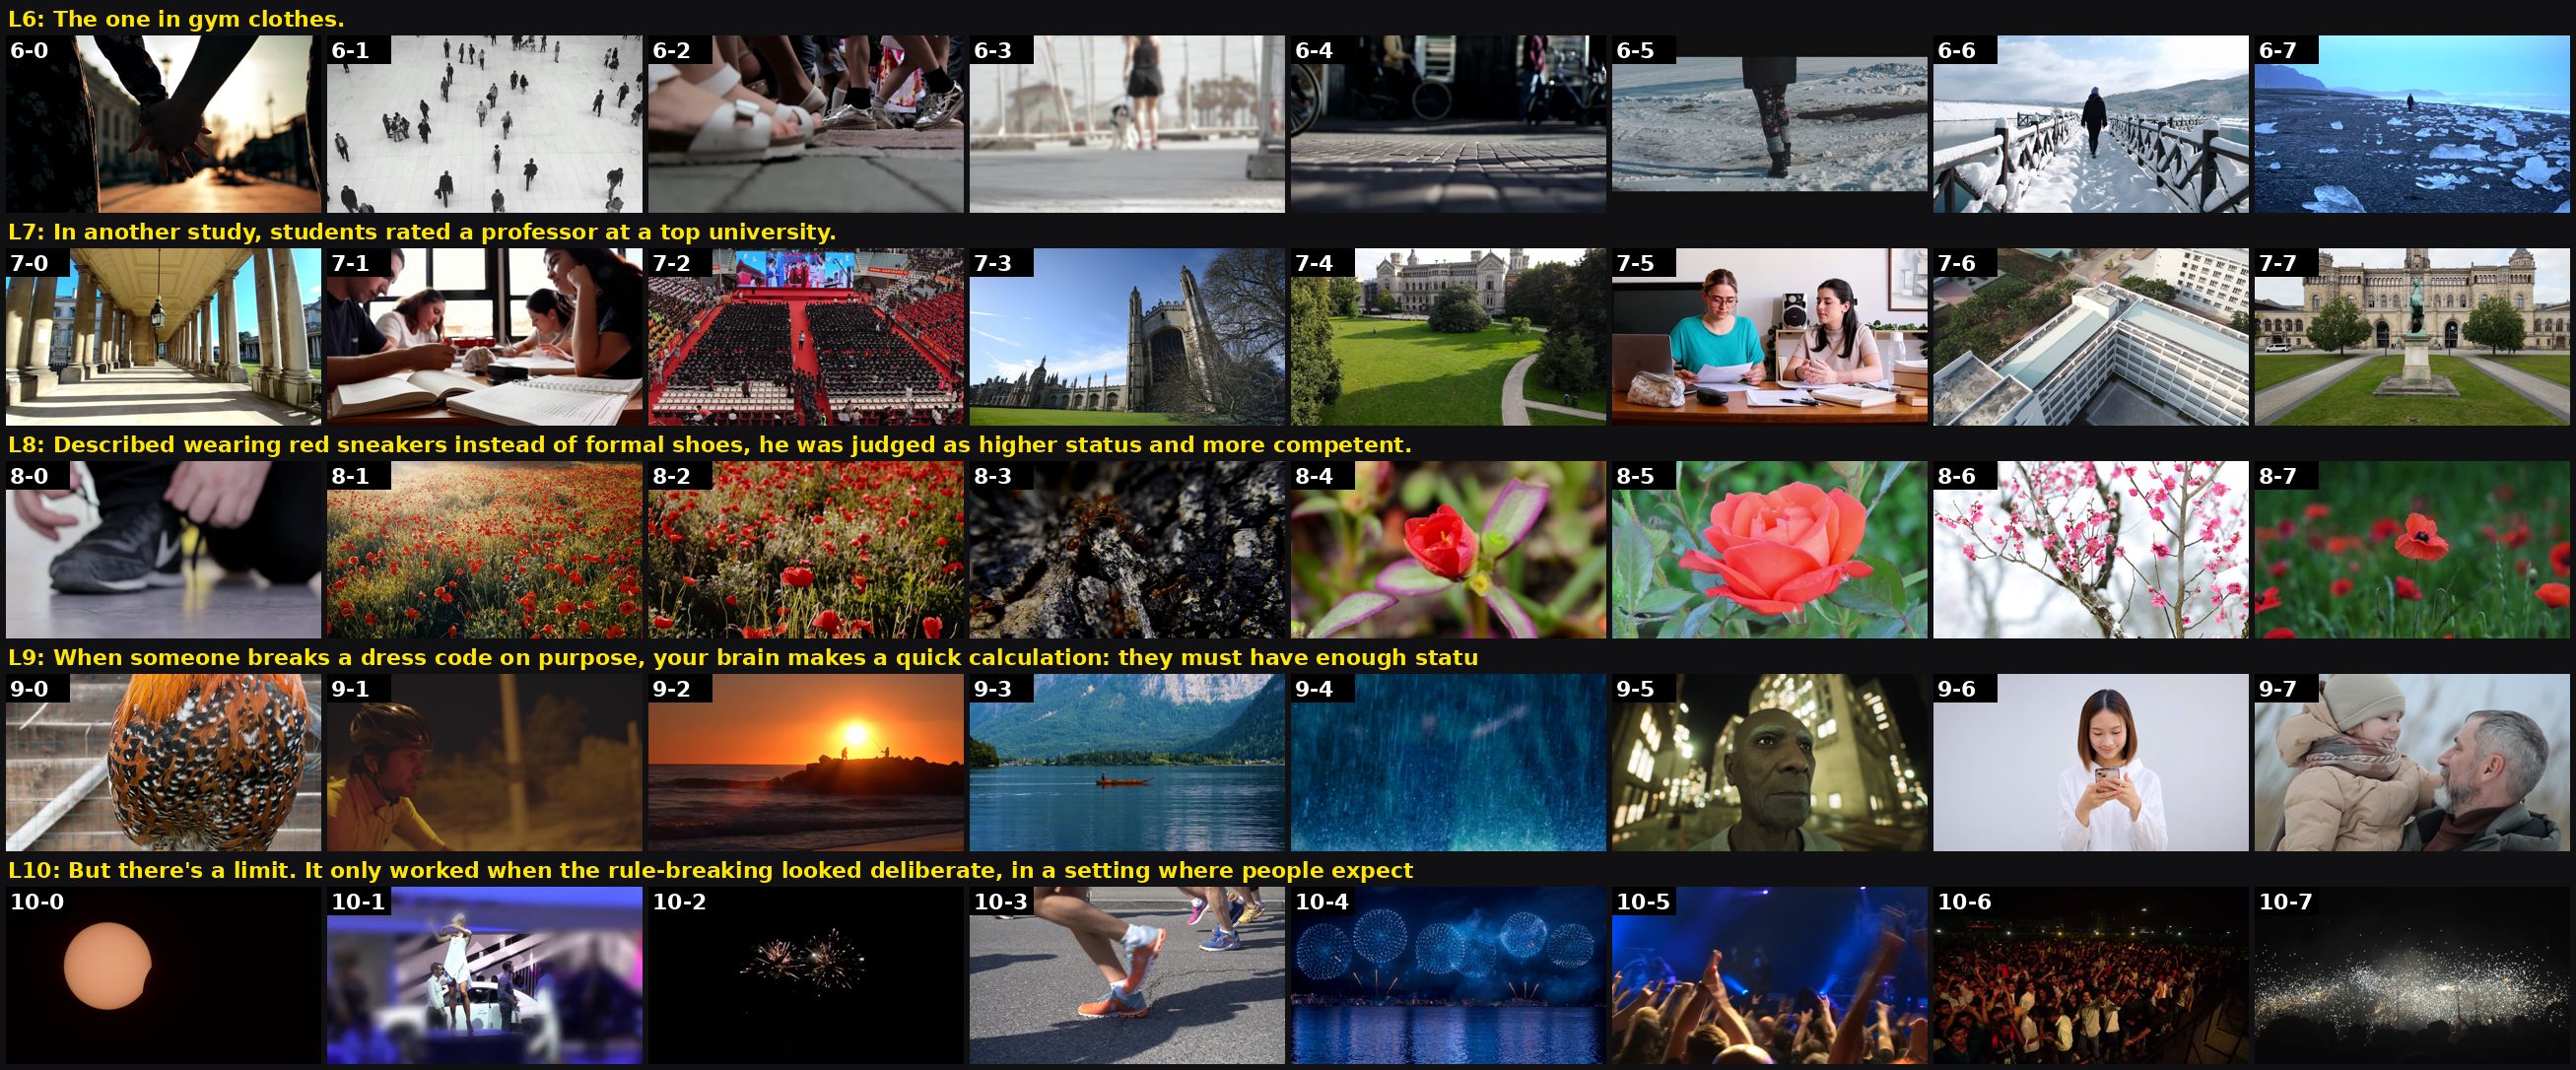 L6: The one in gym clothes.
6-0 6-1 6-2 6-3 6-4 6-5 6-6 6-7
L7: In another study, students rated a professor at a top university.
7-0 7-1 7-2 7-3 7-4 7-5 7-6 7-7
L8: Described wearing red sneakers instead of formal shoes, he was judged as higher status and more competent.
8-0 8-1 8-2 8-3 8-4 8-5 8-6 8-7
L9: When someone breaks a dress code on purpose, your brain makes a quick calculation: they must have enough statu
9-0 9-1 9-2 9-3 9-4 9-5 9-6 9-7
L10: But there's a limit. It only worked when the rule-breaking looked deliberate, in a setting where people expect
10-0 10-1 10-2 10-3 10-4 10-5 10-6 10-7